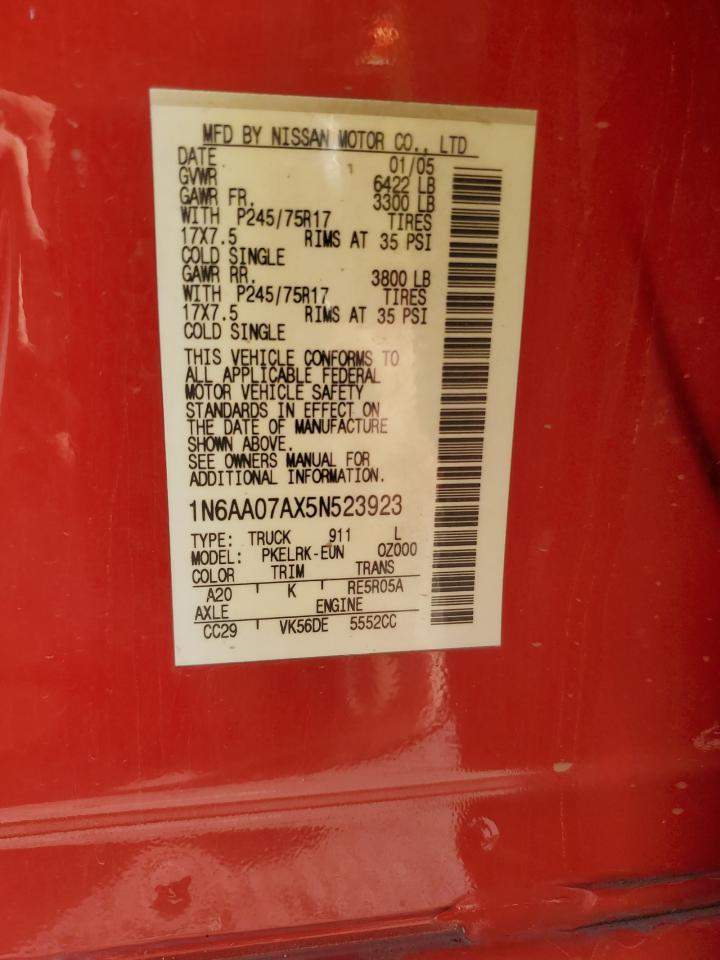 MFD BY NISSAN MOTOR CO., LTD
DATE 01/05
GVWR 6422 LB
GAWR FR. 3300 LB
WITH P245/75R17 TIRES
17X7.5 RIMS AT 35 PSI
COLD SINGLE
GAWR RR. 3800 LB
WITH P245/75R17 TIRES
17X7.5 RIMS AT 35 PSI
COLD SINGLE
THIS VEHICLE CONFORMS TO
ALL APPLICABLE FEDERAL
MOTOR VEHICLE SAFETY
STANDARDS IN EFFECT ON
THE DATE OF MANUFACTURE
SHOWN ABOVE.
SEE OWNERS MANUAL FOR
ADDITIONAL INFORMATION.
1N6AA07AX5N523923
TYPE: TRUCK 911 L
MODEL: PKELRK-EUN OZ000
COLOR TRIM TRANS
A20 K RE5R05A
AXLE ENGINE
CC29 VK56DE 5552CC